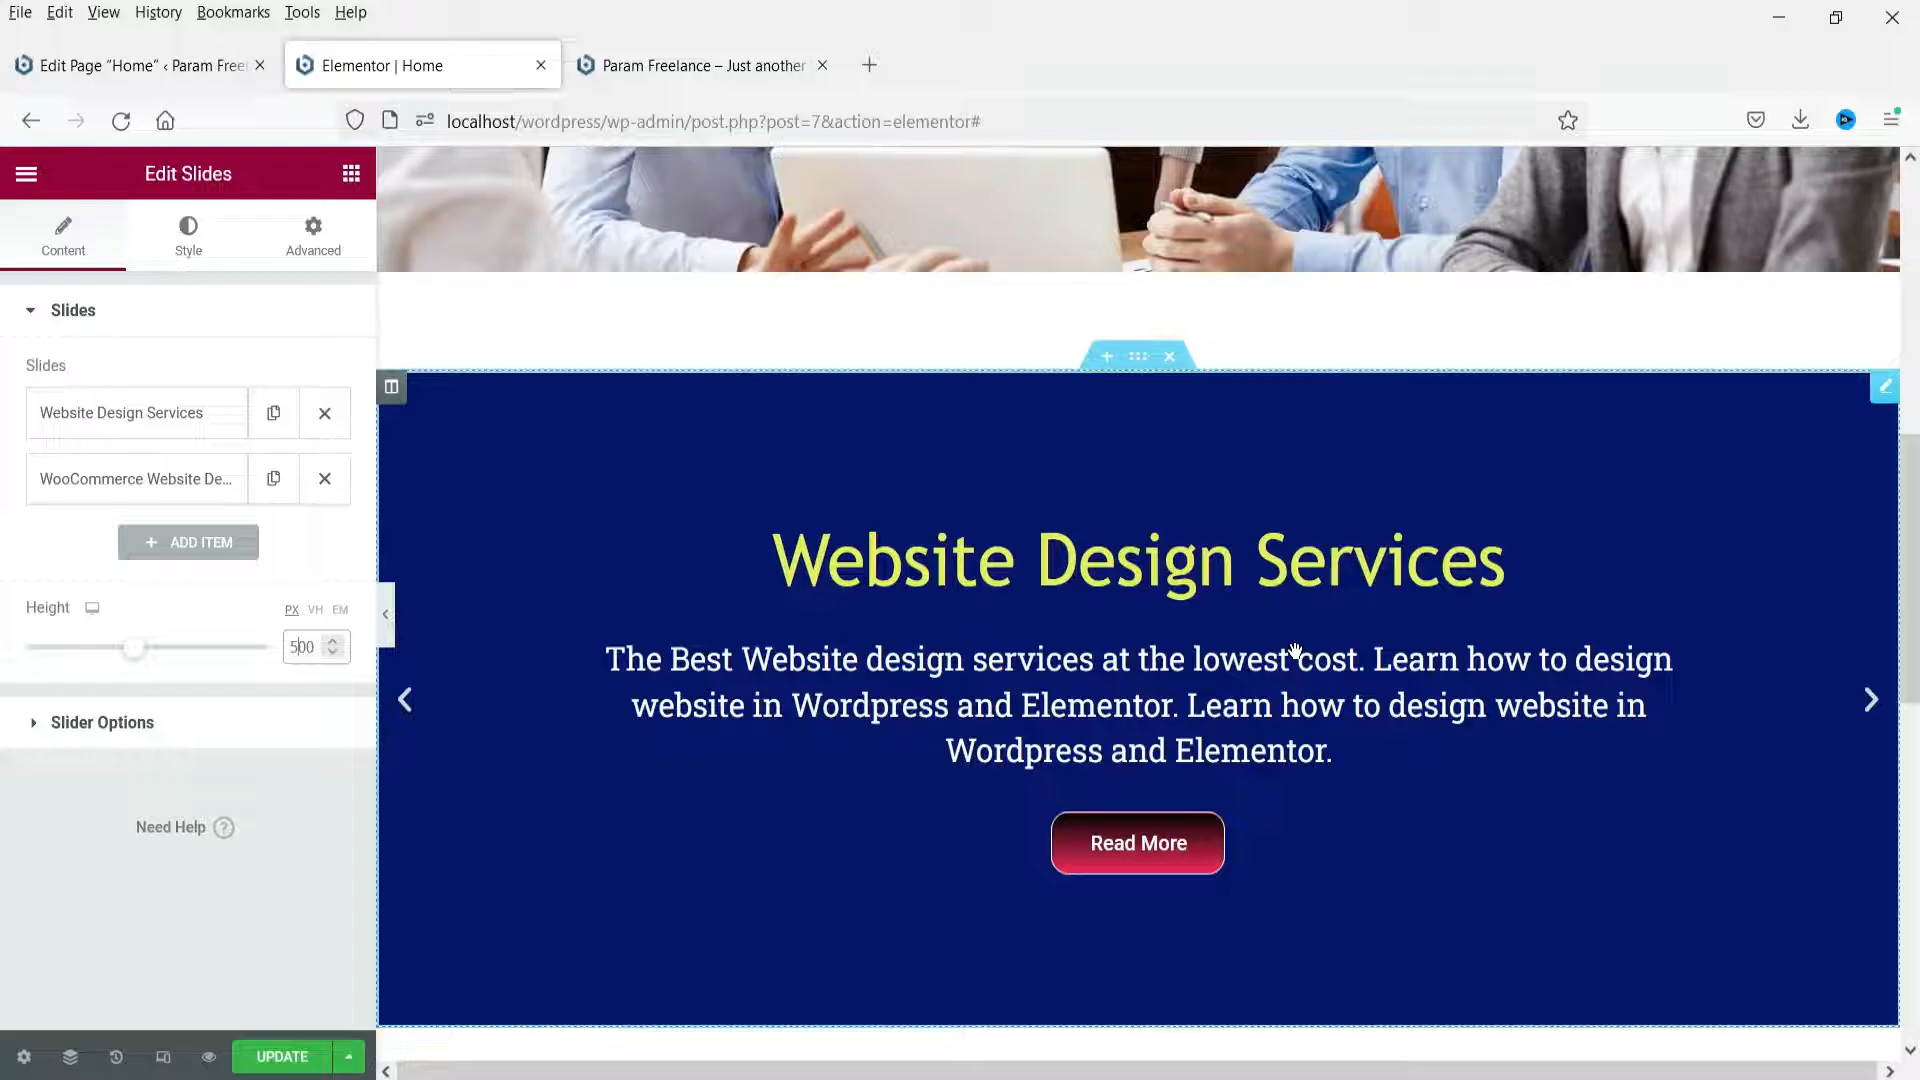 File Edit View History Bookmarks Tools Help
Edit Page “Home” ‹ Param Free
Elementor | Home
Param Freelance – Just another
localhost/wordpress/wp-admin/post.php?post=7&action=elementor#
Edit Slides
Content Style Advanced
Slides
Slides
Website Design Services
WooCommerce Website De...
+ ADD ITEM
Height PX VH EM
500
Slider Options
Need Help ?
UPDATE
Website Design Services
The Best Website design services at the lowest cost. Learn how to design
website in Wordpress and Elementor. Learn how to design website in
Wordpress and Elementor.
Read More